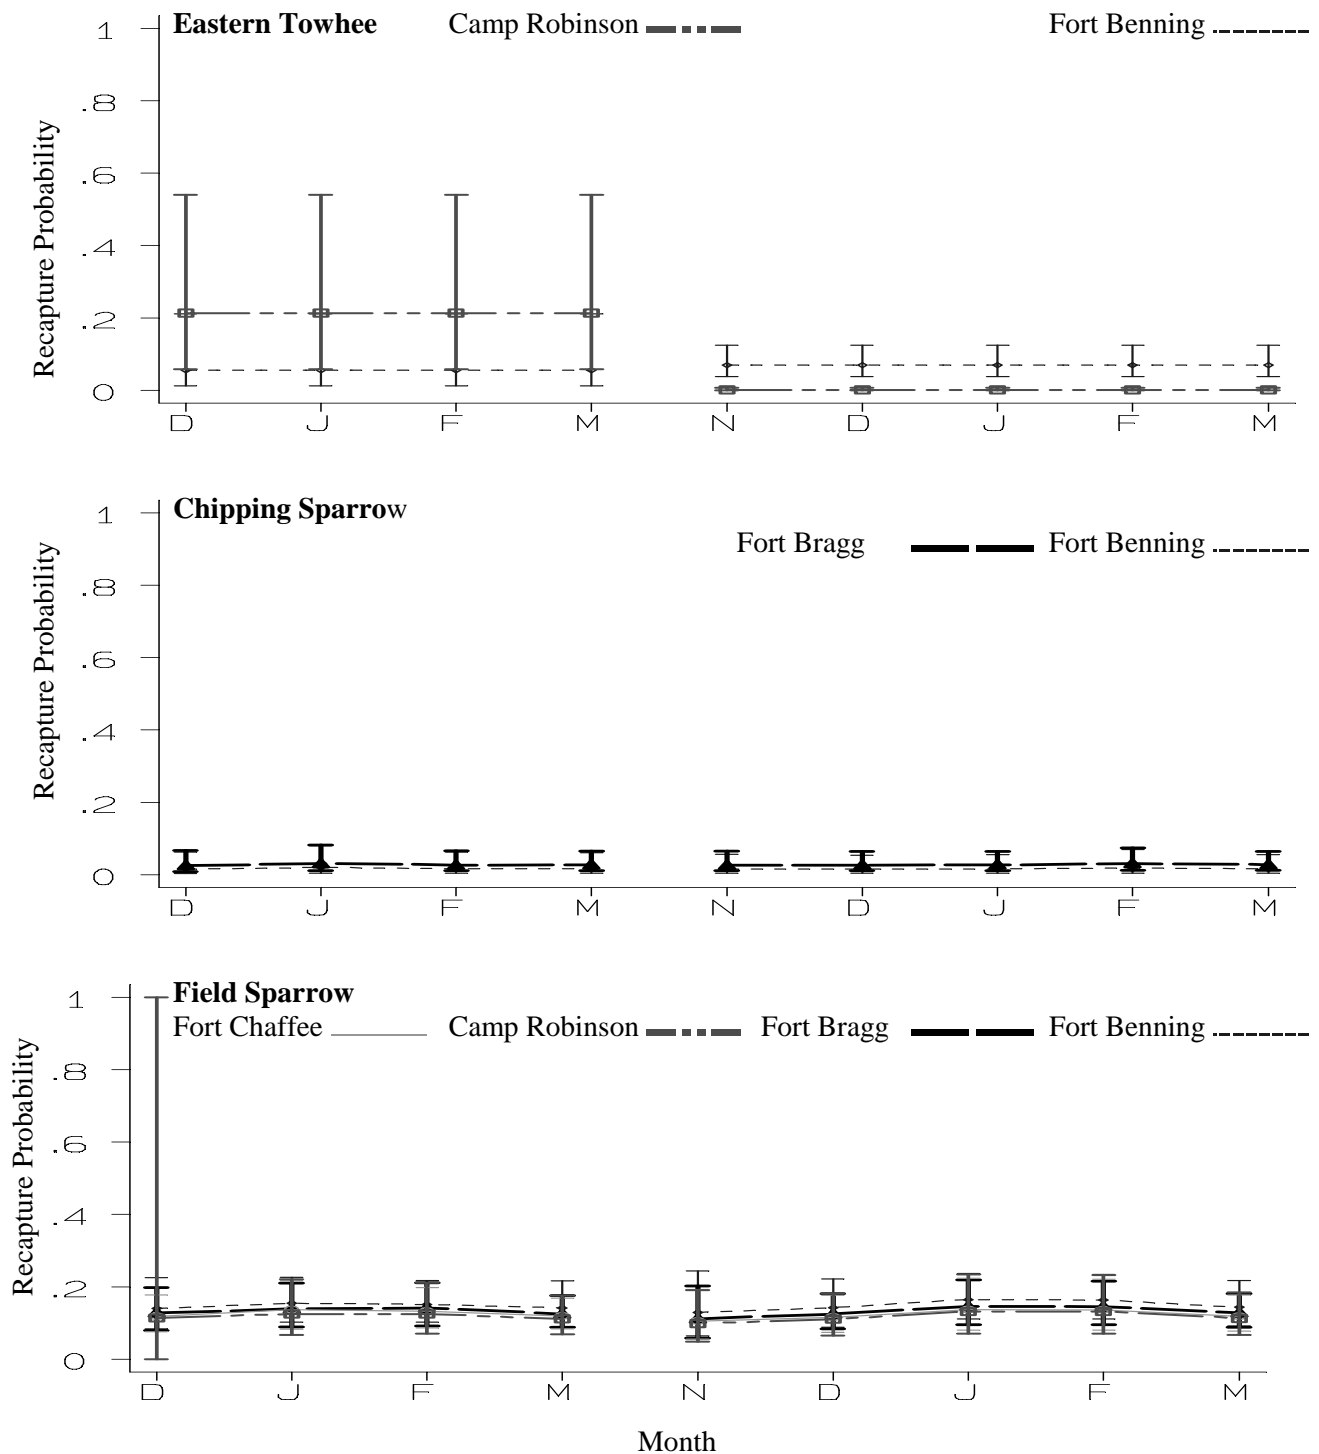 Eastern Towhee Camp Robinson Fort Benning
Recapture Probability
1
.8
.6
.4
.2
0
D J F M N D J F M
Chipping Sparrow
Fort Bragg Fort Benning
Recapture Probability
1
.8
.6
.4
.2
0
D J F M N D J F M
Field Sparrow
Fort Chaffee Camp Robinson Fort Bragg Fort Benning
Recapture Probability
1
.8
.6
.4
.2
0
D J F M N D J F M
Month